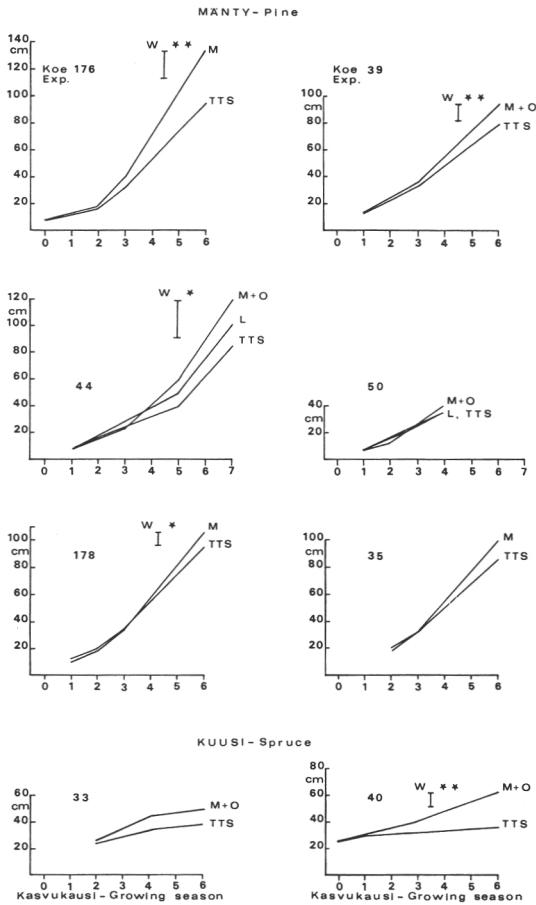 MÄNTY-Pine
140
cm
120
100
80
60
40
20
Koe 176
Exp.
W **
M
TTS
0 1 2 3 4 5 6
Koe 39
Exp.
100
cm
80
60
40
20
W **
M+O
TTS
0 1 2 3 4 5 6
120
cm
100
80
60
40
20
44
W *
M+O
L
TTS
0 1 2 3 4 5 6 7
50
40
cm
20
M+O
L, TTS
0 1 2 3 4 5 6 7
100
cm
80
60
40
20
178
W *
M
TTS
0 1 2 3 4 5 6
100
cm
80
60
40
20
35
M
TTS
0 1 2 3 4 5 6
KUUSI-Spruce
60
cm
40
20
33
M+O
TTS
0 1 2 3 4 5 6
Kasvukausi-Growing season
80
cm
60
40
20
40
W **
M+O
TTS
0 1 2 3 4 5 6
Kasvukausi-Growing season